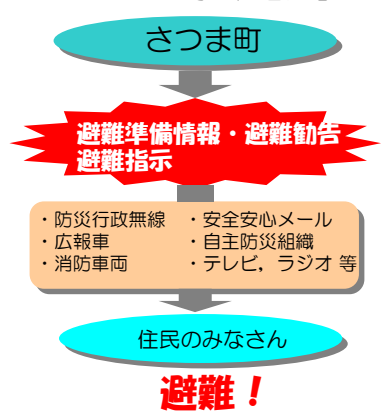 さつま町
避難準備情報・避難勧告
避難指示
・防災行政無線 ・安全安心メール
・広報車 ・自主防災組織
・消防車両 ・テレビ，ラジオ 等
住民のみなさん
避難！